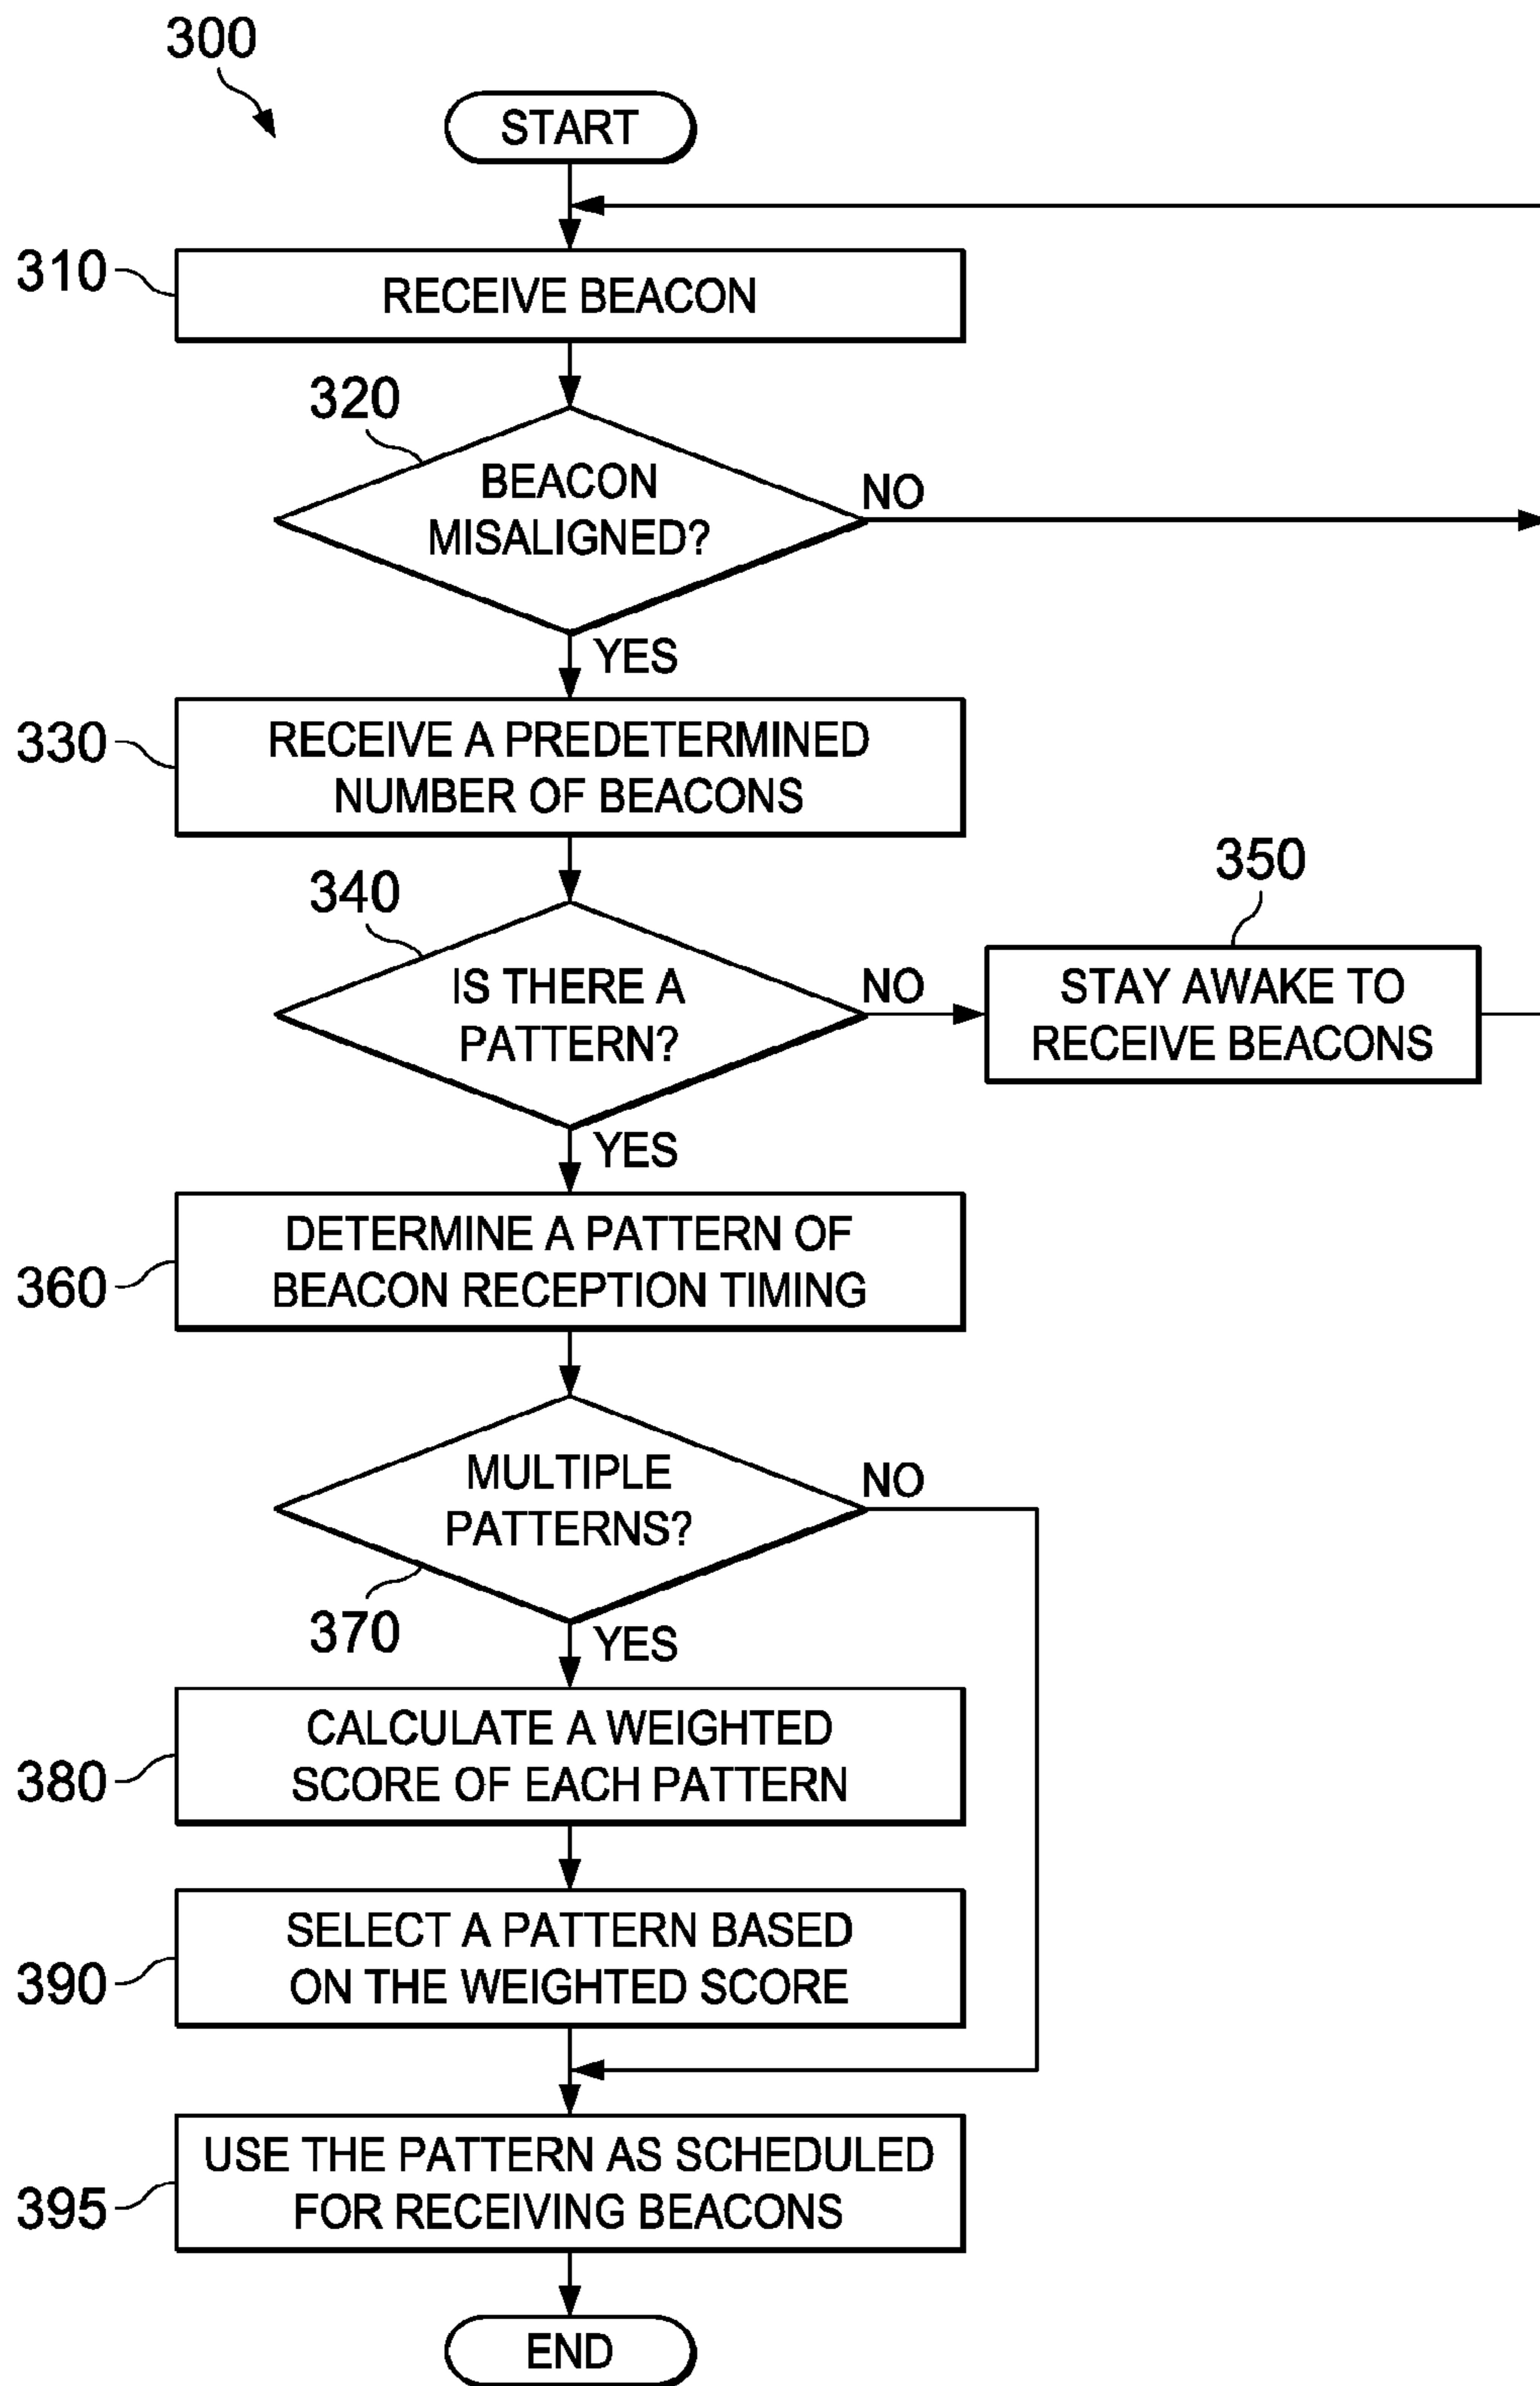 300
START
310
RECEIVE BEACON
320
BEACON
MISALIGNED?
NO
YES
330
RECEIVE A PREDETERMINED
NUMBER OF BEACONS
340
IS THERE A
PATTERN?
NO
350
STAY AWAKE TO
RECEIVE BEACONS
YES
360
DETERMINE A PATTERN OF
BEACON RECEPTION TIMING
MULTIPLE
PATTERNS?
NO
370
YES
380
CALCULATE A WEIGHTED
SCORE OF EACH PATTERN
390
SELECT A PATTERN BASED
ON THE WEIGHTED SCORE
395
USE THE PATTERN AS SCHEDULED
FOR RECEIVING BEACONS
END